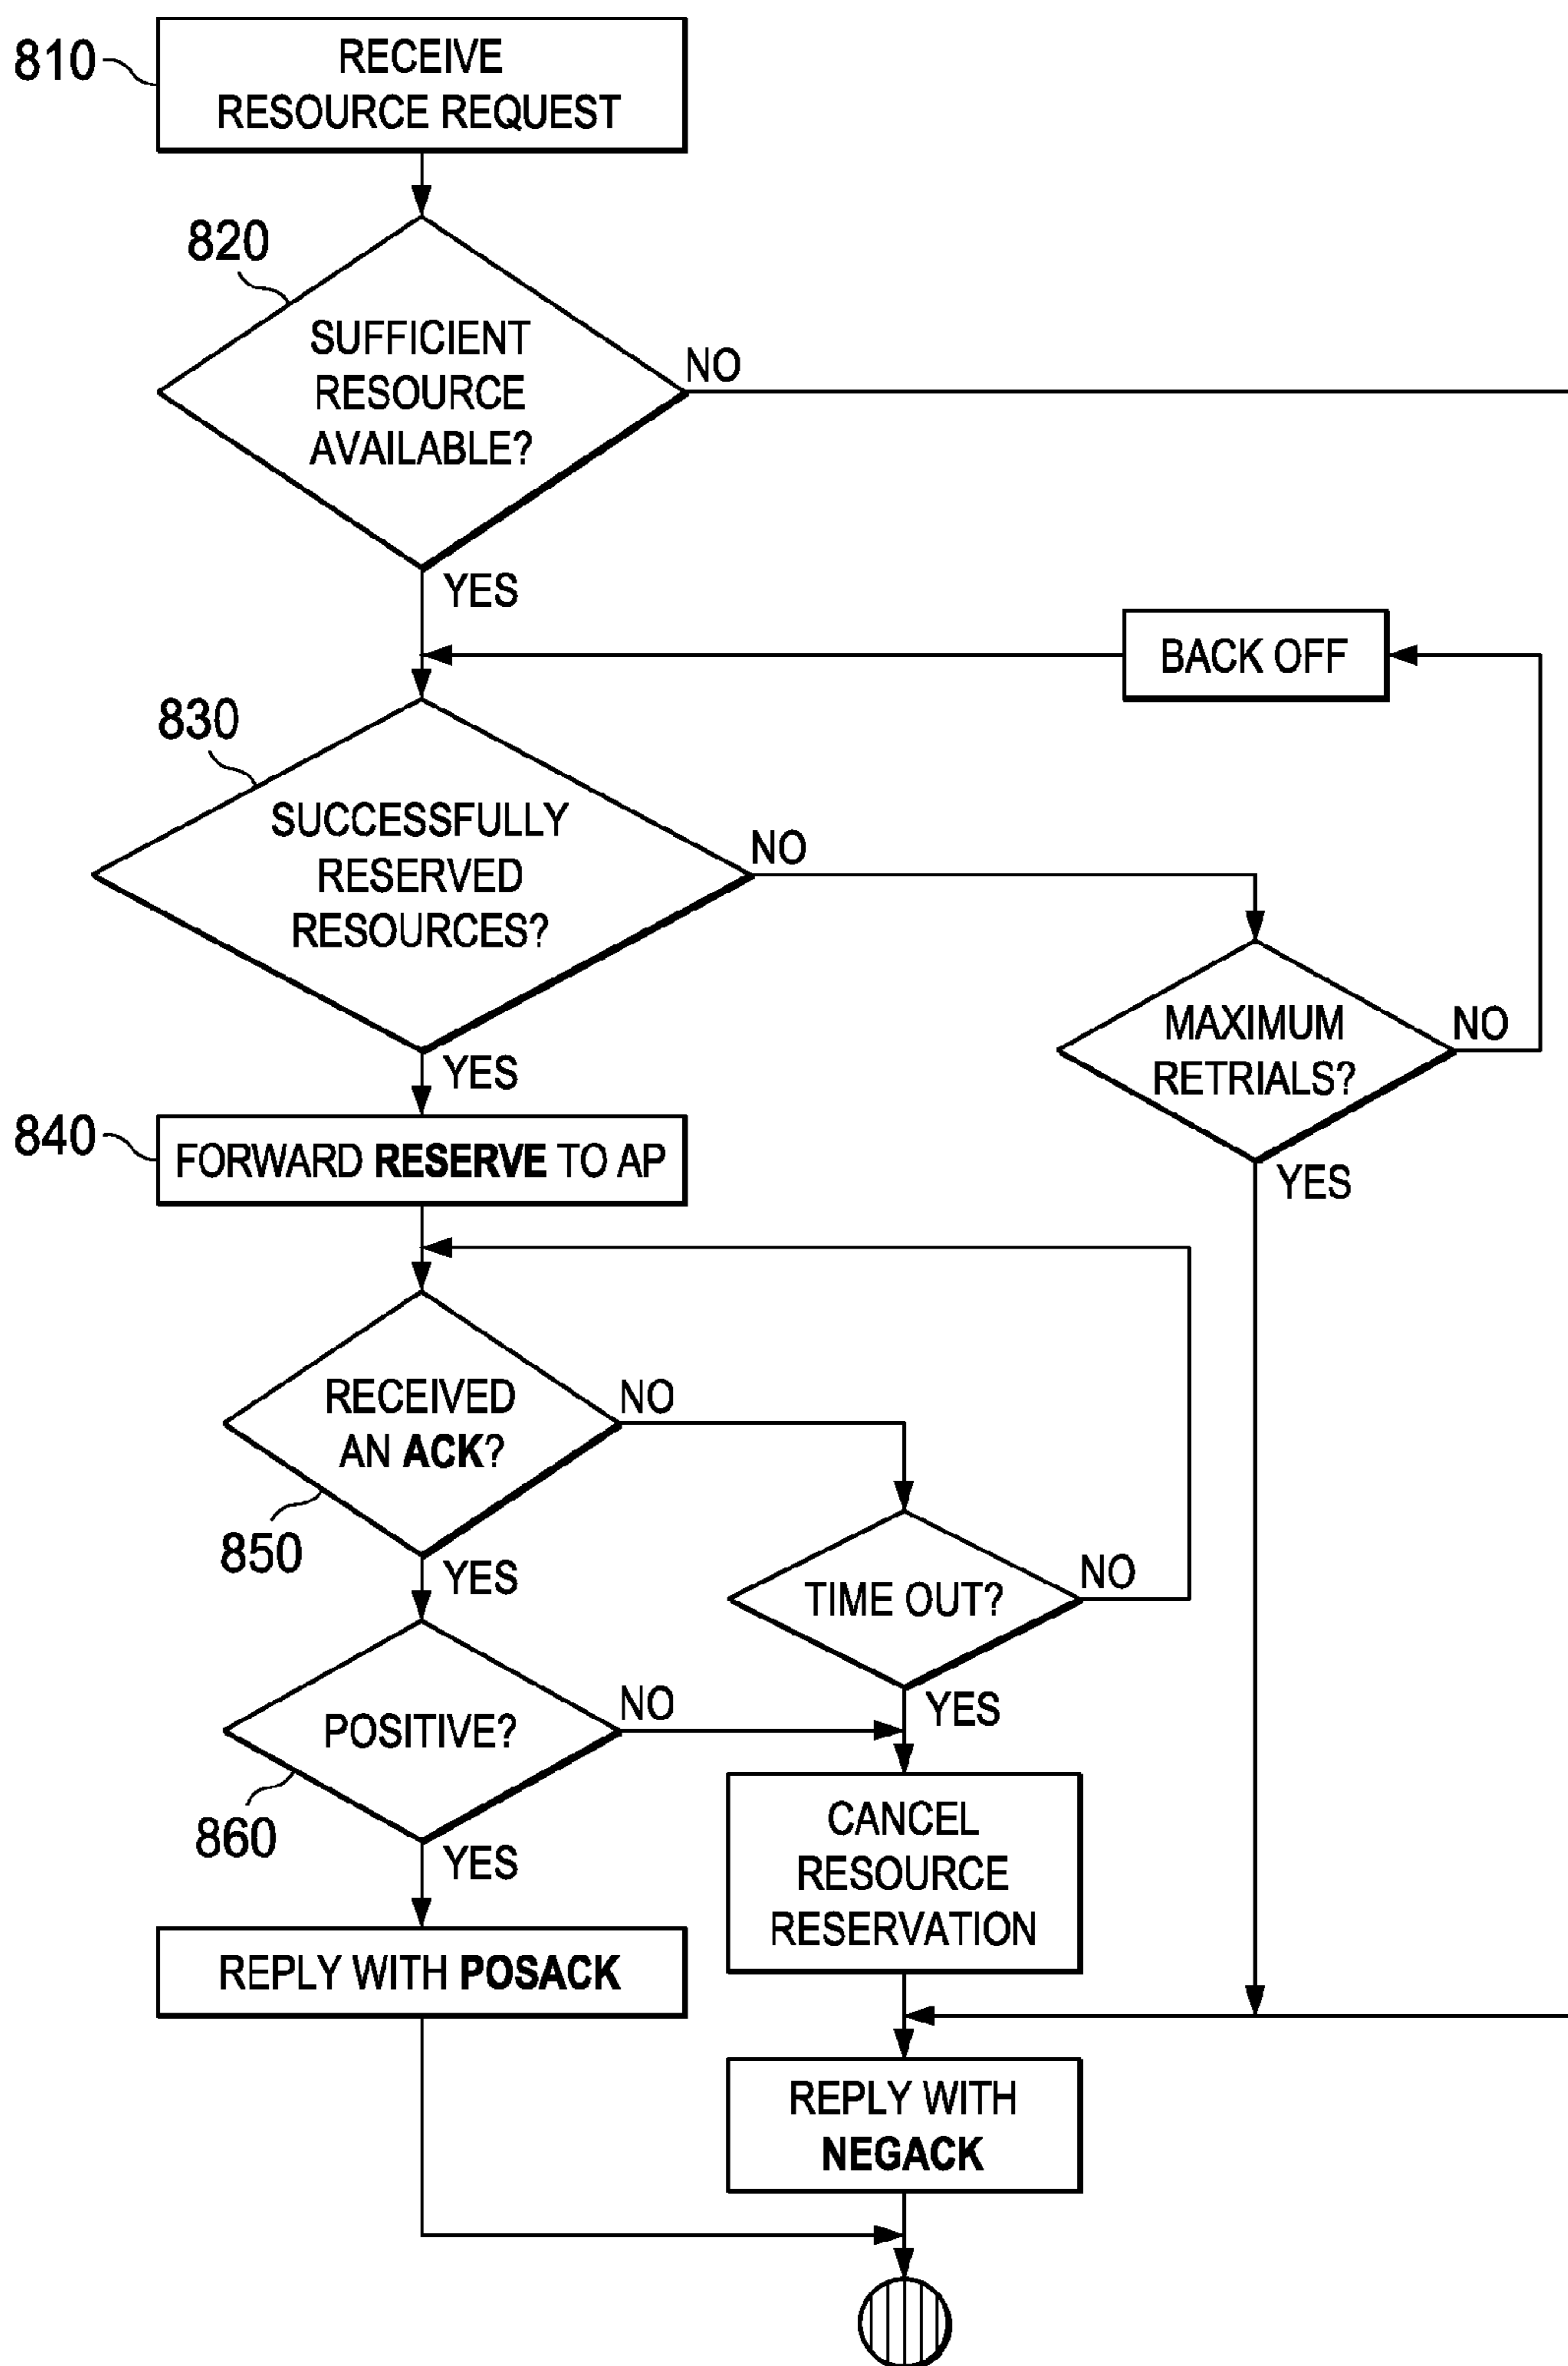 810
RECEIVE
RESOURCE REQUEST
820
SUFFICIENT
RESOURCE
AVAILABLE?
NO
YES
BACK OFF
830
SUCCESSFULLY
RESERVED
RESOURCES?
NO
YES
MAXIMUM
RETRIALS?
NO
YES
840
FORWARD RESERVE TO AP
RECEIVED
AN ACK?
NO
850
YES
TIME OUT?
NO
YES
POSITIVE?
NO
860
YES
CANCEL
RESOURCE
RESERVATION
REPLY WITH POSACK
REPLY WITH
NEGACK